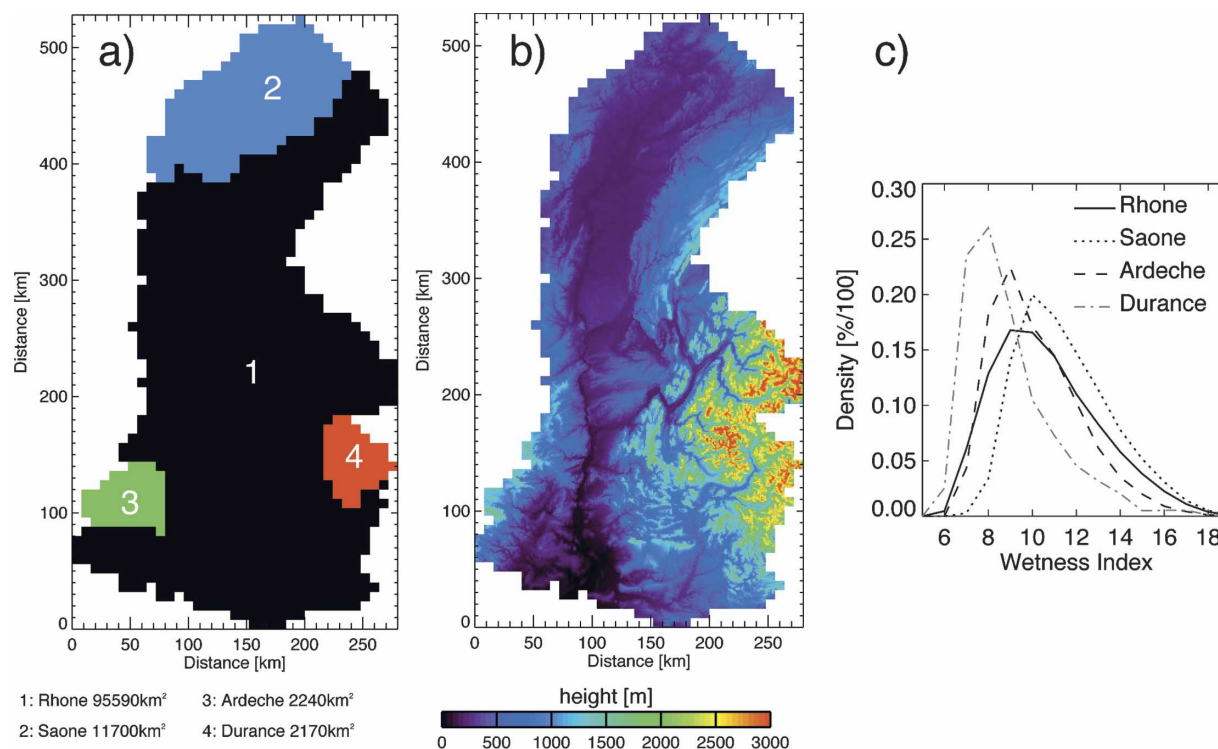 a)
b)
c)
500
400
300
200
100
0
Distance [km]
2
1
4
3
0 50 100 150 200 250
Distance [km]
500
400
300
200
100
0
Distance [km]
0 50 100 150 200 250
Distance [km]
0.30
0.25
0.20
0.15
0.10
0.05
0.00
Density [%/100]
Rhone
Saone
Ardeche
Durance
6 8 10 12 14 16 18
Wetness Index
1: Rhone 95590km²
3: Ardeche 2240km²
2: Saone 11700km²
4: Durance 2170km²
height [m]
0 500 1000 1500 2000 2500 3000